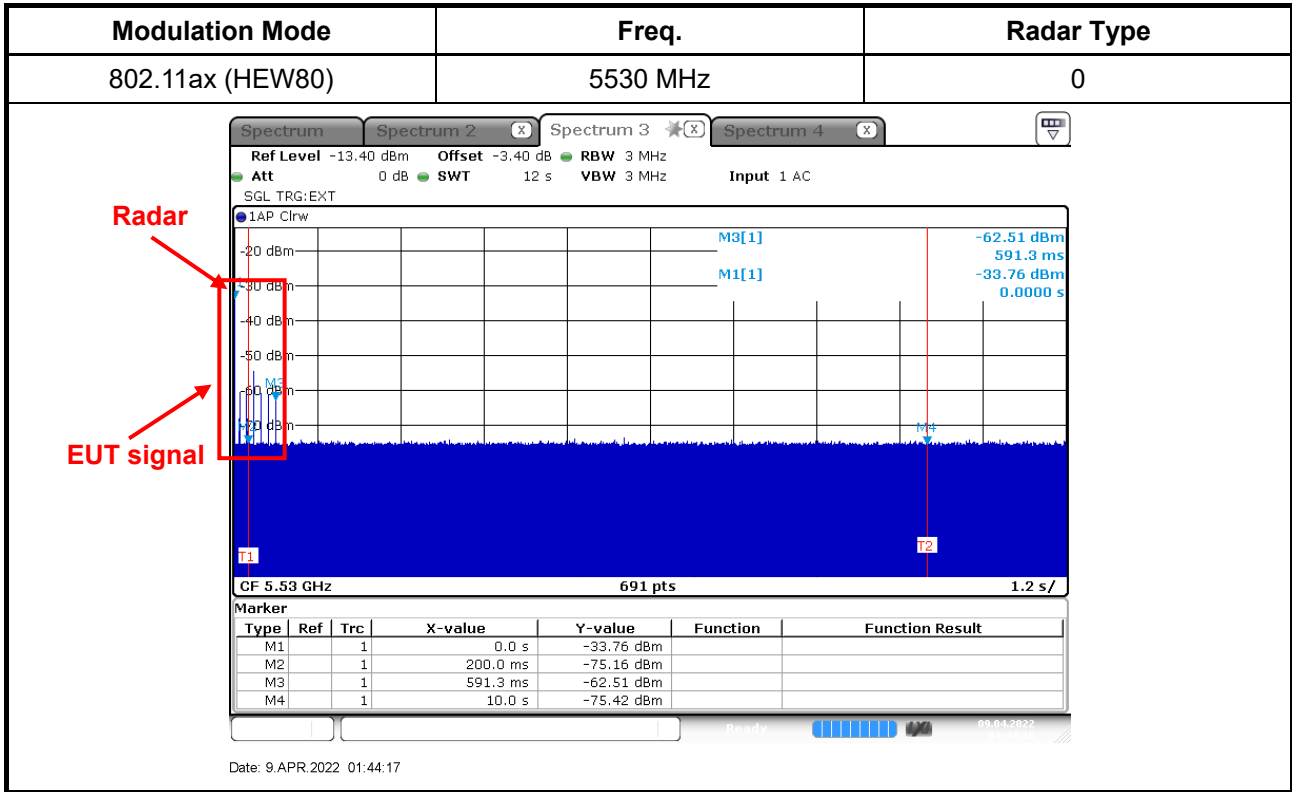 Modulation Mode Freq. Radar Type
802.11ax (HEW80) 5530 MHz 0
Spectrum Spectrum 2 X Spectrum 3 X Spectrum 4 X
Ref Level -13.40 dBm Offset -3.40 dB RBW 3 MHz
Att 0 dB SWT 12 s VBW 3 MHz Input 1 AC
SGL TRG:EXT
1AP Clrw
Radar
M3[1] -62.51 dBm
591.3 ms
M1[1] -33.76 dBm
0.0000 s
-20 dBm
-30 dBm
-40 dBm
-50 dBm
-60 dBm
M3
-70 dBm
M2
M4
EUT signal
T1
T2
CF 5.53 GHz 691 pts 1.2 s/
Marker
Type Ref Trc X-value Y-value Function Function Result
M1 1 0.0 s -33.76 dBm
M2 1 200.0 ms -75.16 dBm
M3 1 591.3 ms -62.51 dBm
M4 1 10.0 s -75.42 dBm
Ready 09.04.2022
Date: 9.APR.2022 01:44:17